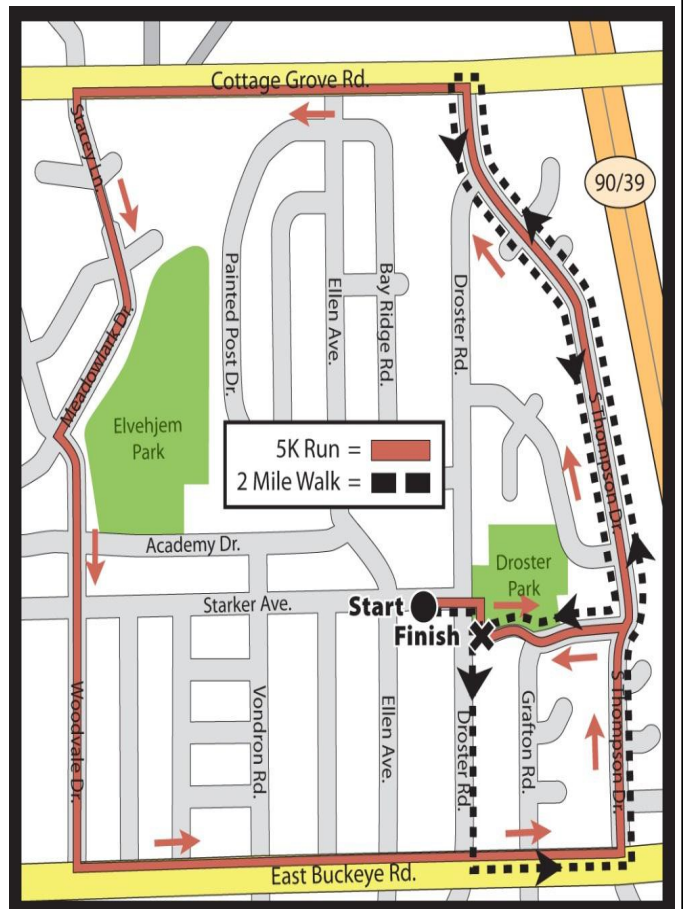 Cottage Grove Rd.
Stacey Ln.
90/39
Painted Post Dr.
Ellen Ave.
Bay Ridge Rd.
Droster Rd.
Meadowlark Dr.
S Thompson Dr.
Elvehjem
Park
5K Run =
2 Mile Walk =
Academy Dr.
Droster
Park
Starker Ave.
Start
Finish
Woodvale Dr.
Vondron Rd.
Ellen Ave.
Droster Rd.
Grafton Rd.
S Thompson Dr.
East Buckeye Rd.